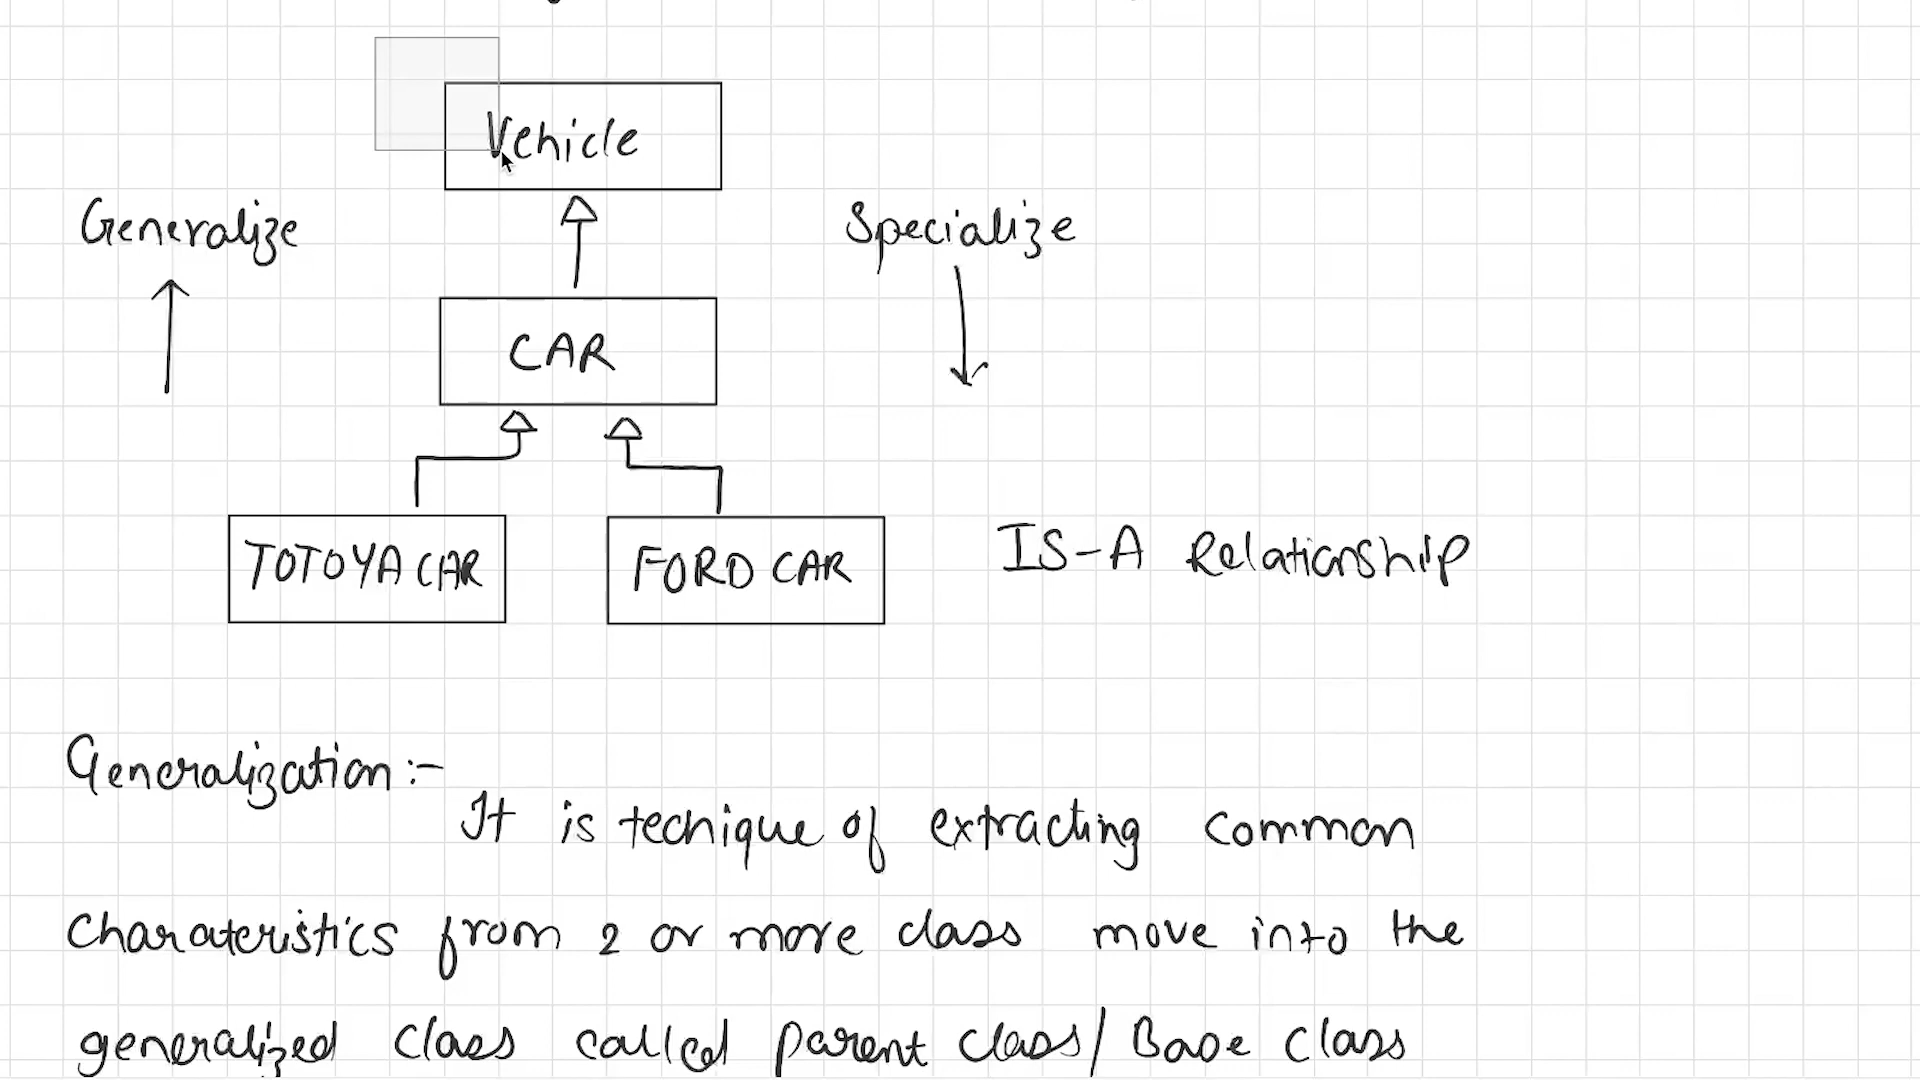 Vehicle
Generalize
Specialize
CAR
TOTOYA CAR
FORD CAR
IS-A Relationship
Generalization :-
It is technique of extracting common
Charateristics from 2 or more class move into the
generalized class called parent class/ Base class